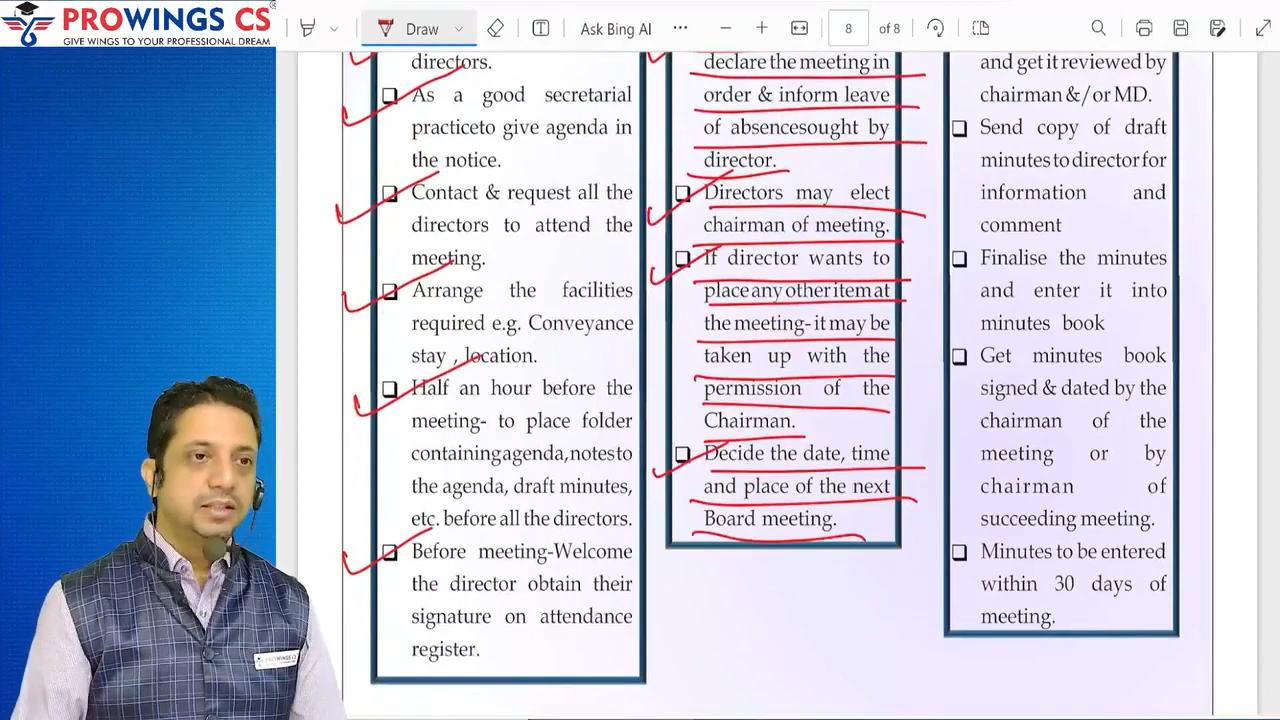 PROWINGS CS
GIVE WINGS TO YOUR PROFESSIONAL DREAM
Draw
Ask Bing AI
8
of 8
directors.
As a good secretarial
practiceto give agenda in
the notice.
Contact & request all the
directors to attend the
meeting.
Arrange the facilities
required e.g. Conveyance
stay , location.
Half an hour before the
meeting- to place folder
containing agenda, notes to
the agenda, draft minutes,
etc. before all the directors.
Before meeting-Welcome
the director obtain their
signature on attendance
register.
declare the meeting in
order & inform leave
of absencesought by
director.
Directors may elect
chairman of meeting.
If director wants to
place any other item at
the meeting- it may be
taken up with the
permission of the
Chairman.
Decide the date, time
and place of the next
Board meeting.
and get it reviewed by
chairman &/or MD.
Send copy of draft
minutes to director for
information and
comment
Finalise the minutes
and enter it into
minutes book
Get minutes book
signed & dated by the
chairman of the
meeting or by
chairman of
succeeding meeting.
Minutes to be entered
within 30 days of
meeting.
PROWINGS CS